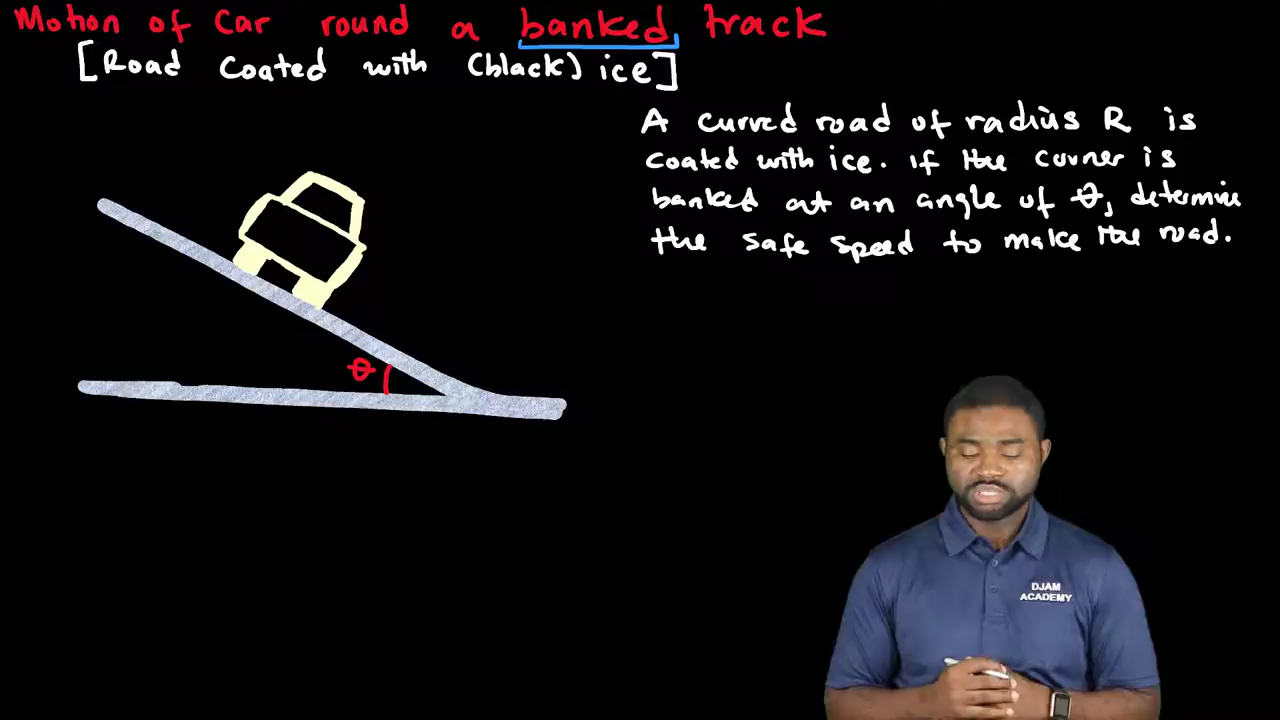 Motion of Car round a banked track
[Road Coated with (black) ice]
A curved road of radius R is
coated with ice. If the corner is
banked at an angle of θ, determine
the safe speed to make the road.
θ
DJAM
ACADEMY